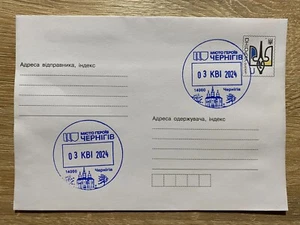 МІСТО ГЕРОЇВ
ЧЕРНІГІВ
03 КВІ 2024
14000 Чернігів
Адреса відправника, індекс
Адреса одержувача, індекс
МІСТО ГЕРОЇВ
ЧЕРНІГІВ
03 КВІ 2024
14000 Чернігів